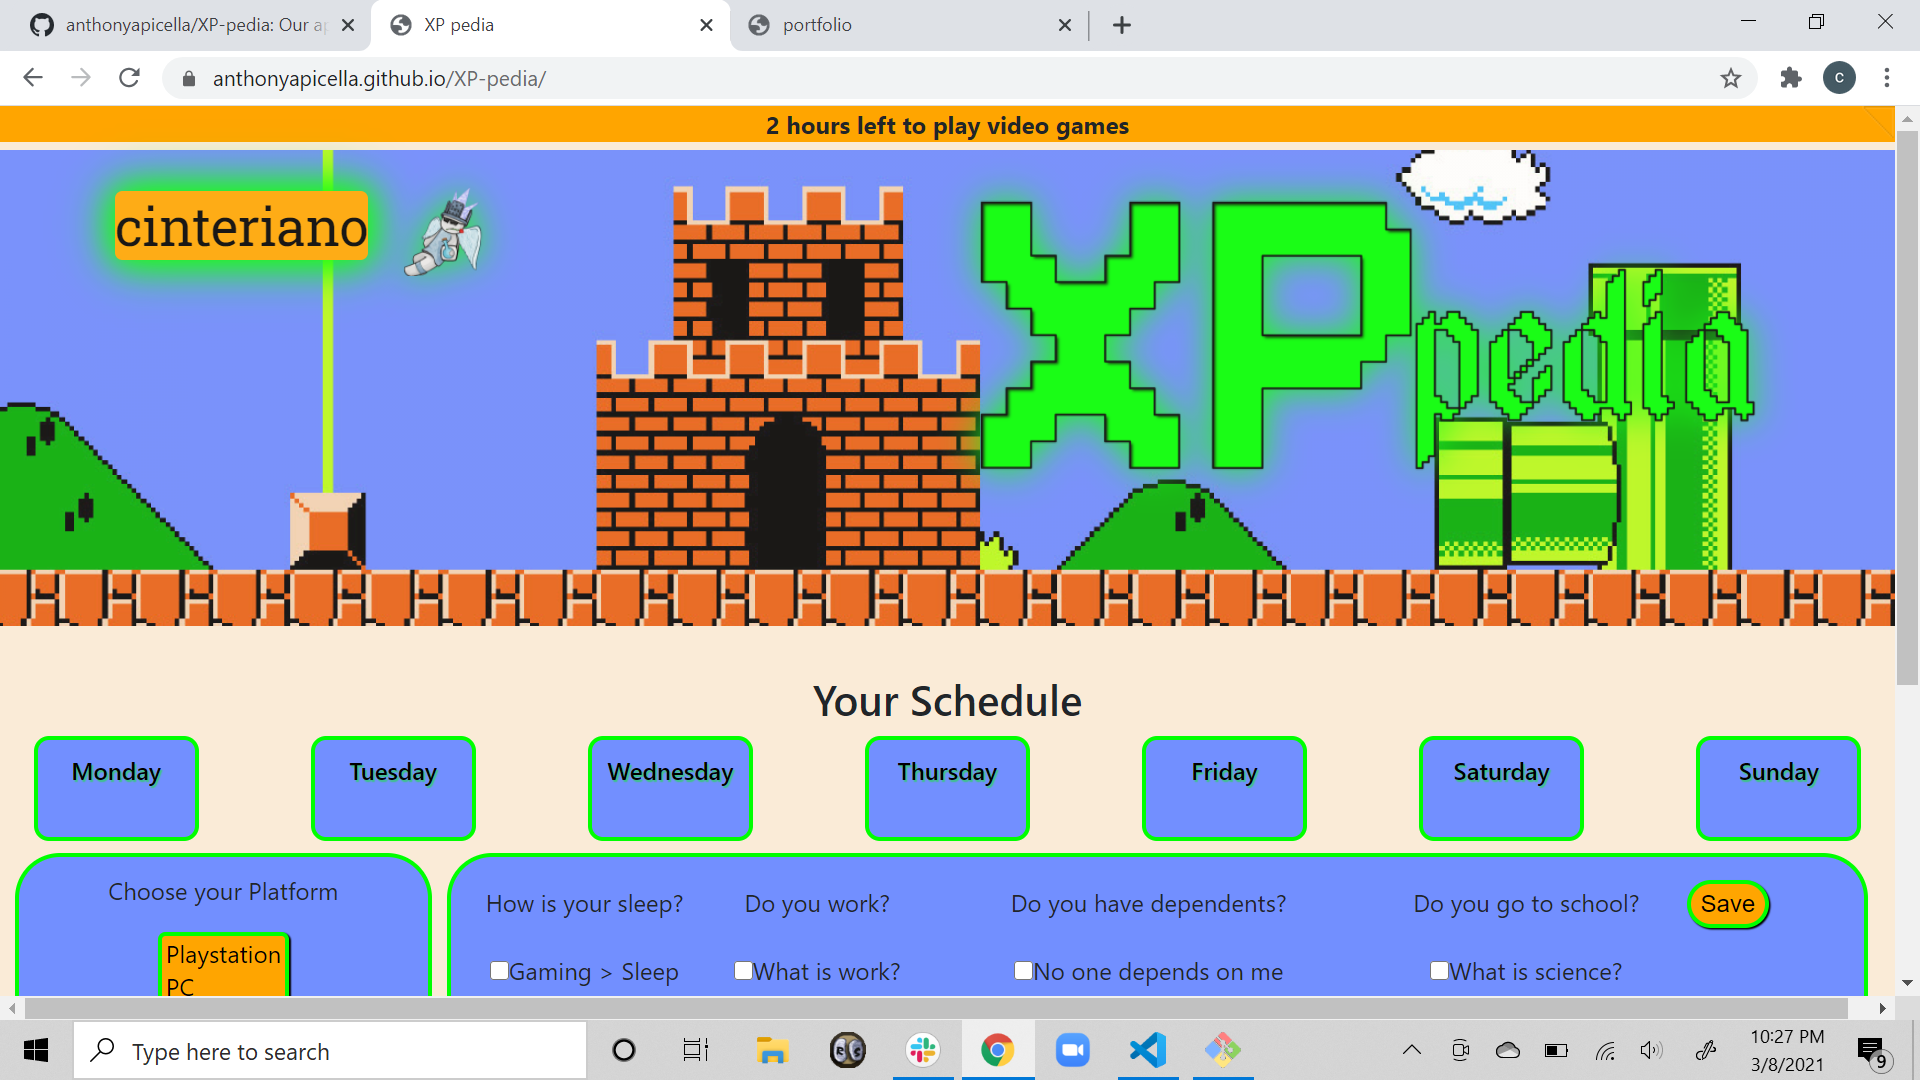 anthonyapicella/XP-pedia: Our ap
XP pedia
portfolio
anthonyapicella.github.io/XP-pedia/
C
2 hours left to play video games
cinteriano
XP
pedia
Your Schedule
Monday
Tuesday
Wednesday
Thursday
Friday
Saturday
Sunday
Choose your Platform
Playstation
PC
How is your sleep?
Do you work?
Do you have dependents?
Do you go to school?
Save
Gaming > Sleep
What is work?
No one depends on me
What is science?
Type here to search
10:27 PM
3/8/2021
9